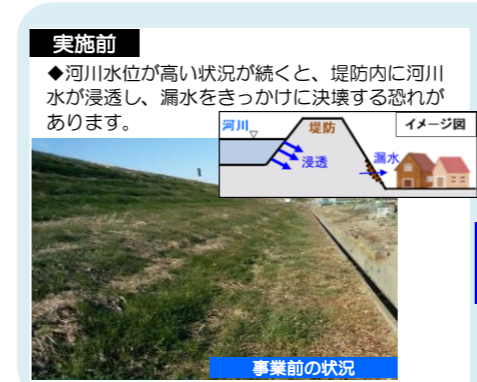 実施前
◆河川水位が高い状況が続くと、堤防内に河川
水が浸透し、漏水をきっかけに決壊する恐れが
あります。
河川
堤防
イメージ図
浸透
漏水
事業前の状況